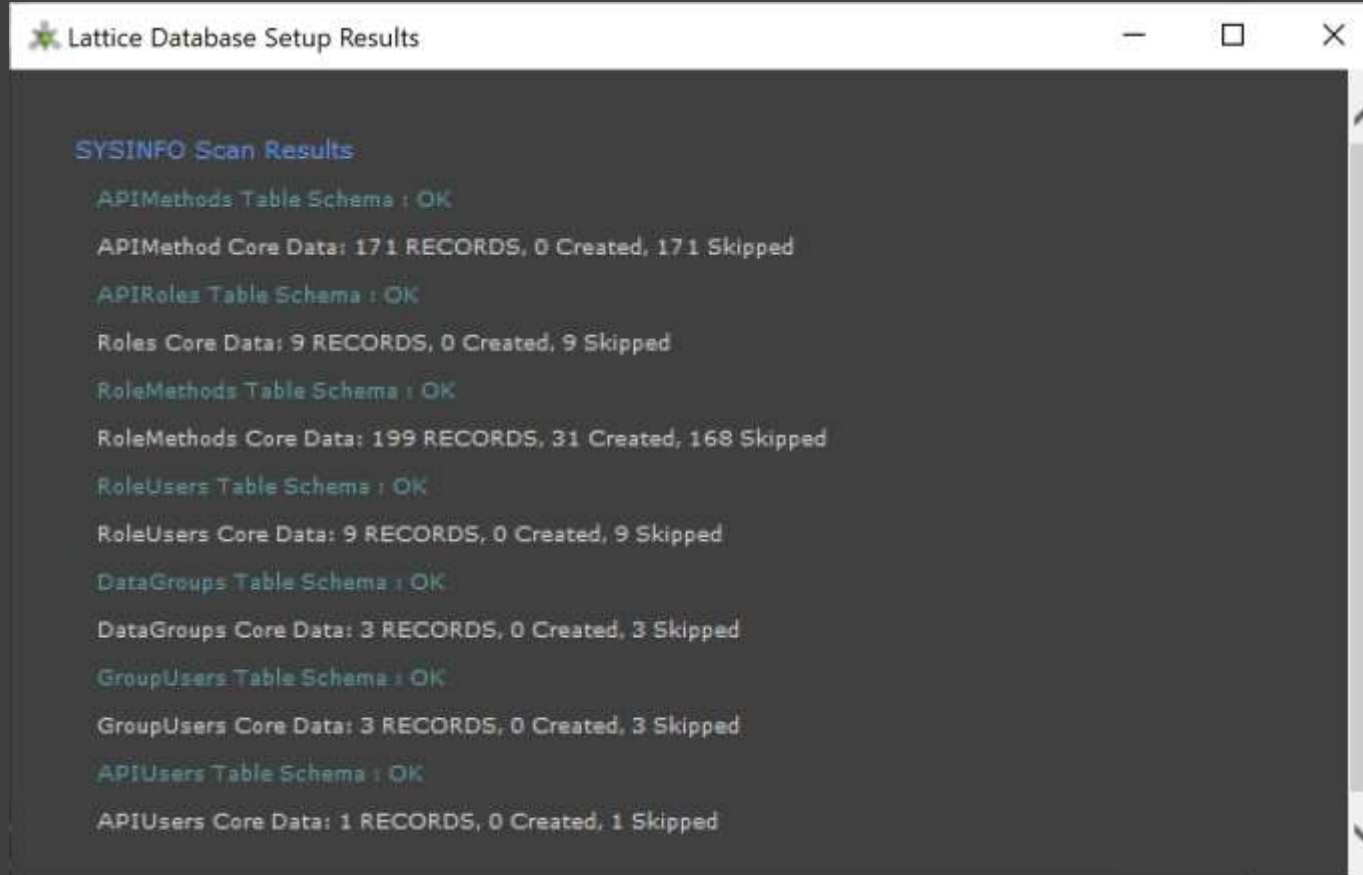 Lattice Database Setup Results
SYSINFO Scan Results
APIMethods Table Schema : OK
APIMethod Core Data: 171 RECORDS, 0 Created, 171 Skipped
APIRoles Table Schema : OK
Roles Core Data: 9 RECORDS, 0 Created, 9 Skipped
RoleMethods Table Schema : OK
RoleMethods Core Data: 199 RECORDS, 31 Created, 168 Skipped
RoleUsers Table Schema : OK
RoleUsers Core Data: 9 RECORDS, 0 Created, 9 Skipped
DataGroups Table Schema : OK
DataGroups Core Data: 3 RECORDS, 0 Created, 3 Skipped
GroupUsers Table Schema : OK
GroupUsers Core Data: 3 RECORDS, 0 Created, 3 Skipped
APIUsers Table Schema : OK
APIUsers Core Data: 1 RECORDS, 0 Created, 1 Skipped